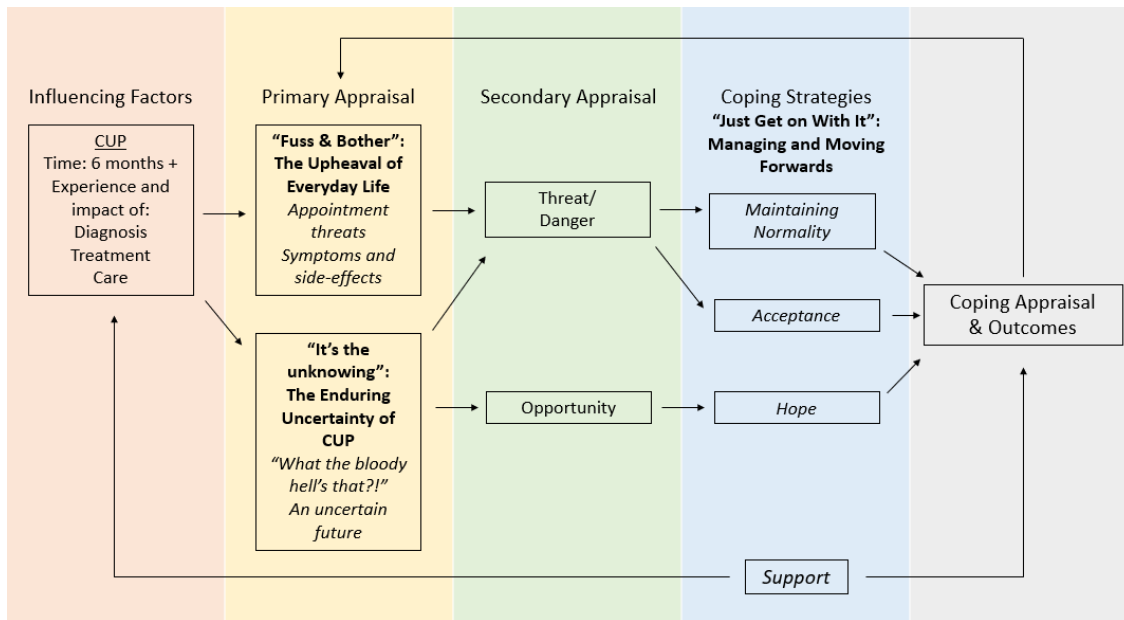 Influencing Factors
CUP
Time: 6 months +
Experience and
impact of:
Diagnosis
Treatment
Care
Primary Appraisal
“Fuss & Bother”:
The Upheaval of
Everyday Life
Appointment
threats
Symptoms and
side-effects
“It’s the
unknowing”:
The Enduring
Uncertainty of
CUP
“What the bloody
hell’s that?!”
An uncertain
future
Secondary Appraisal
Threat/
Danger
Opportunity
Coping Strategies
“Just Get on With It”:
Managing and Moving
Forwards
Maintaining
Normality
Acceptance
Hope
Support
Coping Appraisal
& Outcomes